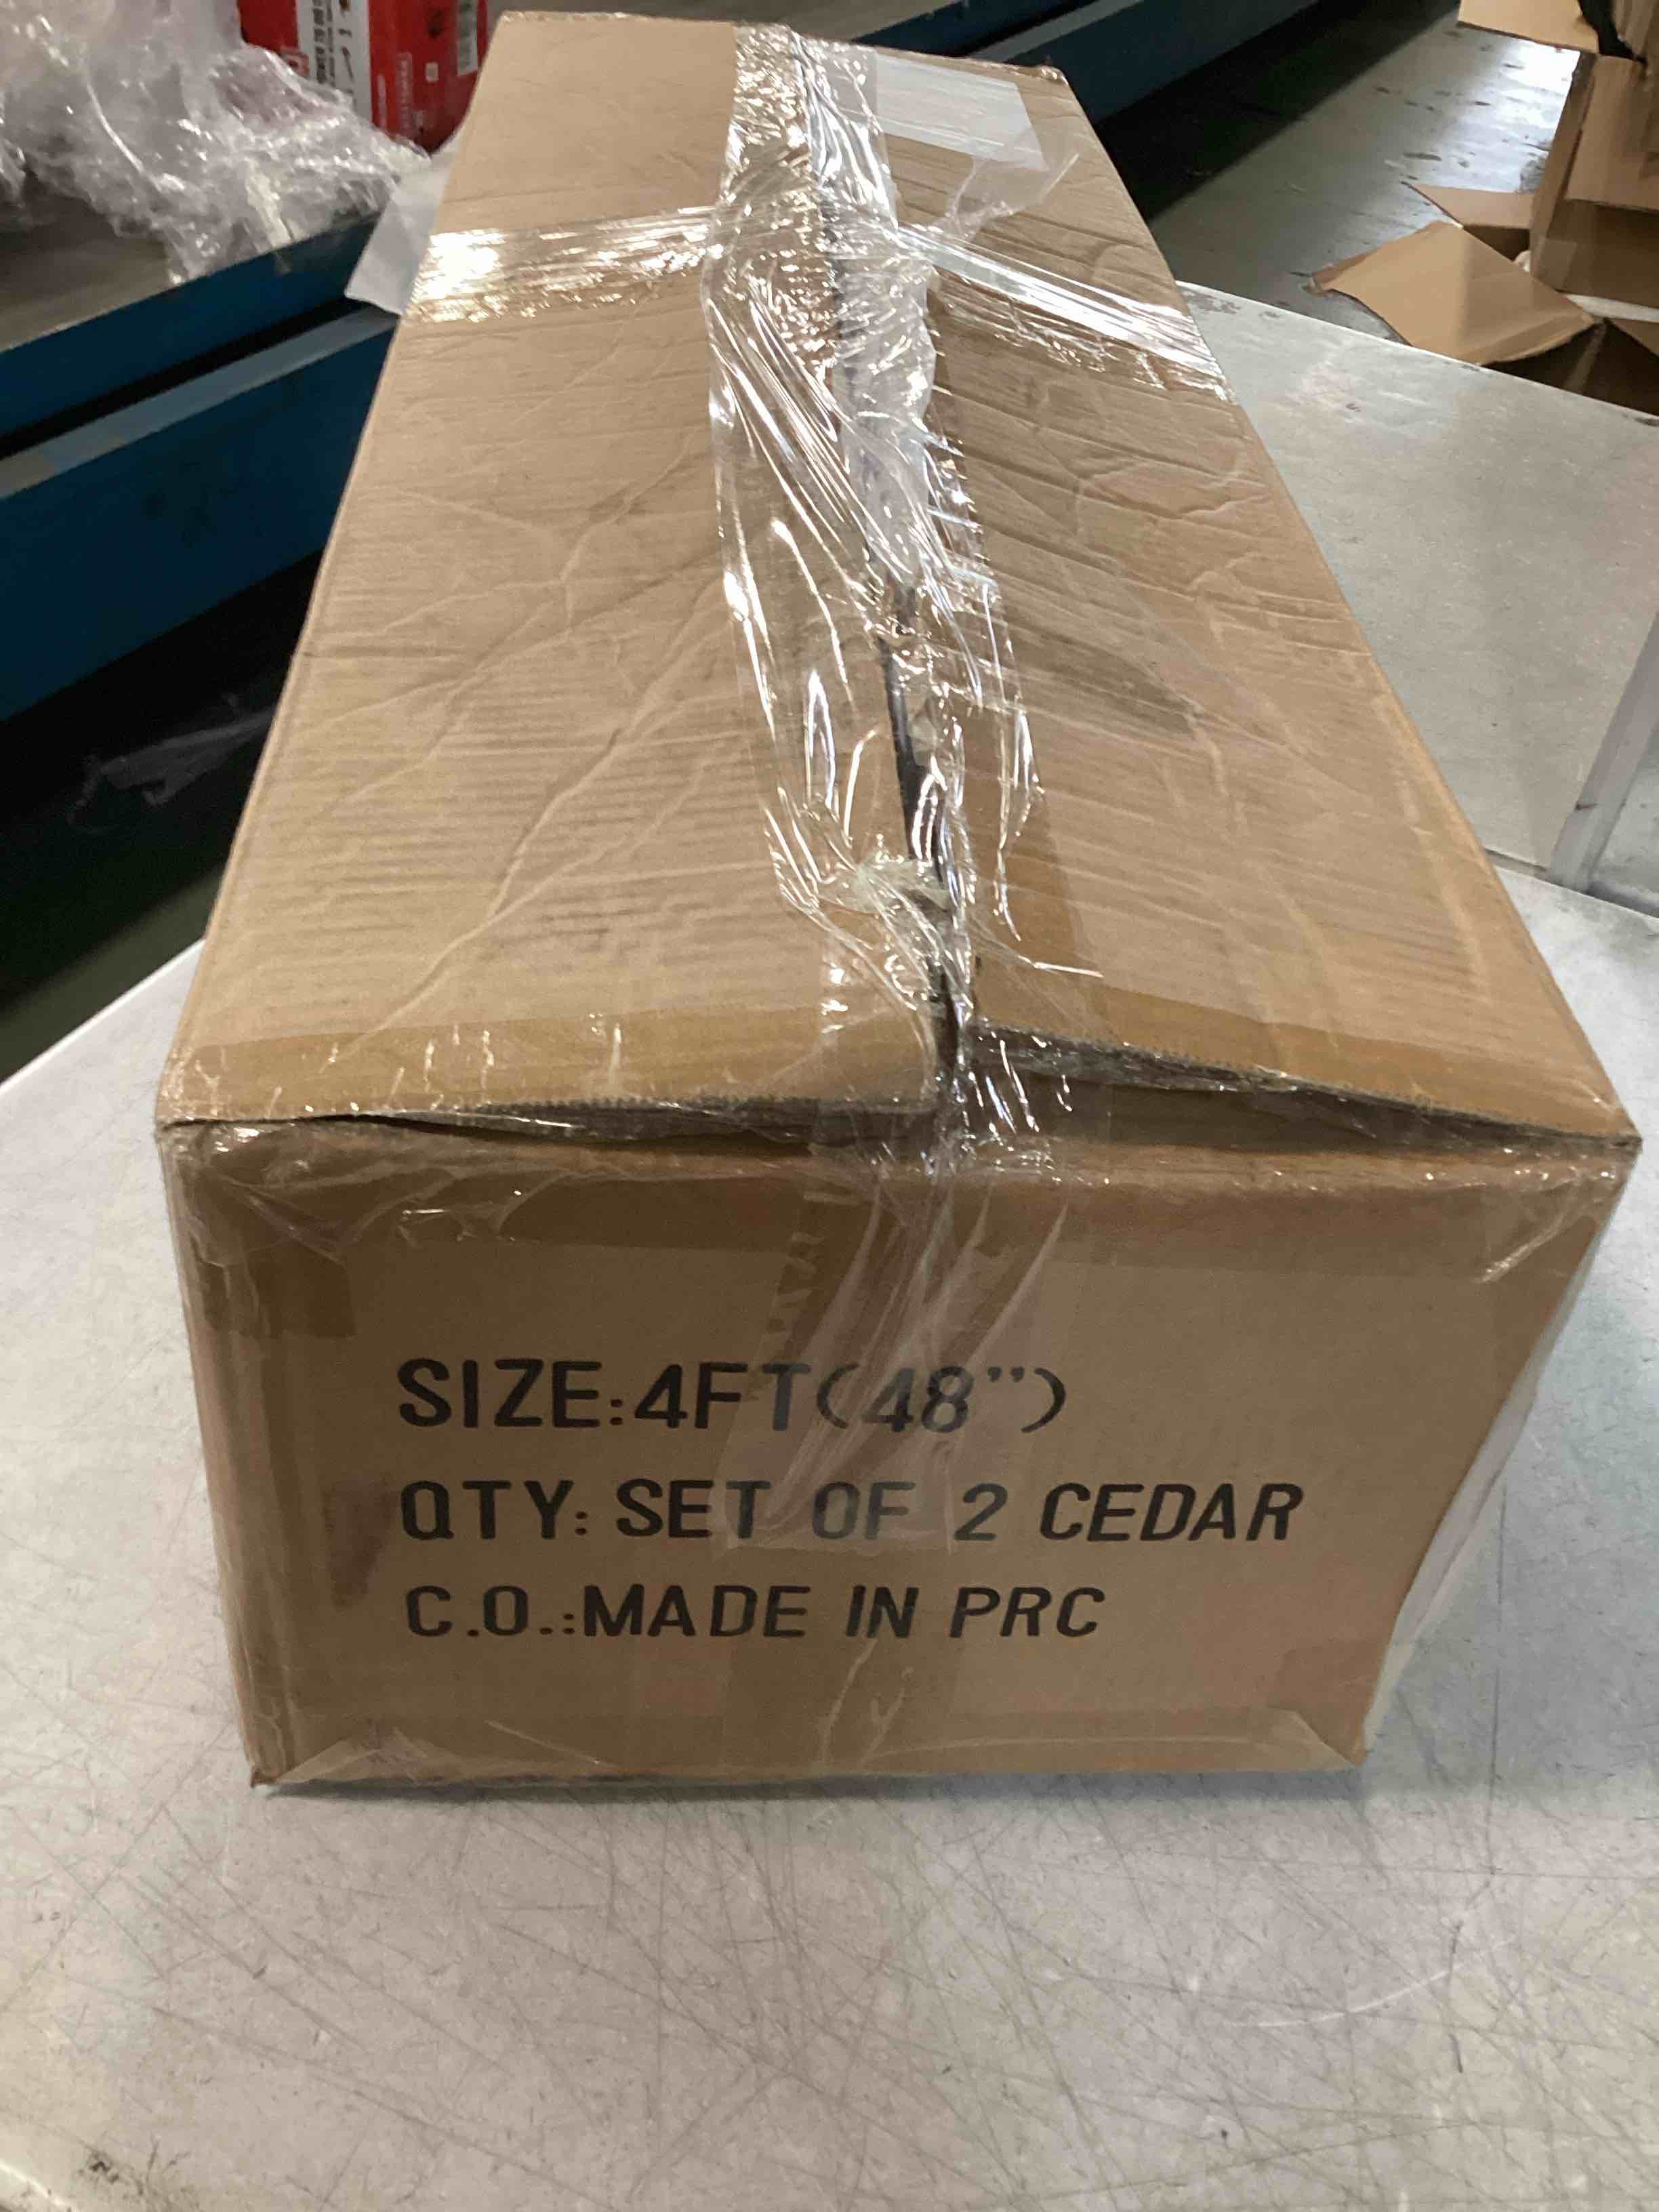 SIZE:4FT(48")
QTY: SET OF 2 CEDAR
C.O.:MADE IN PRC